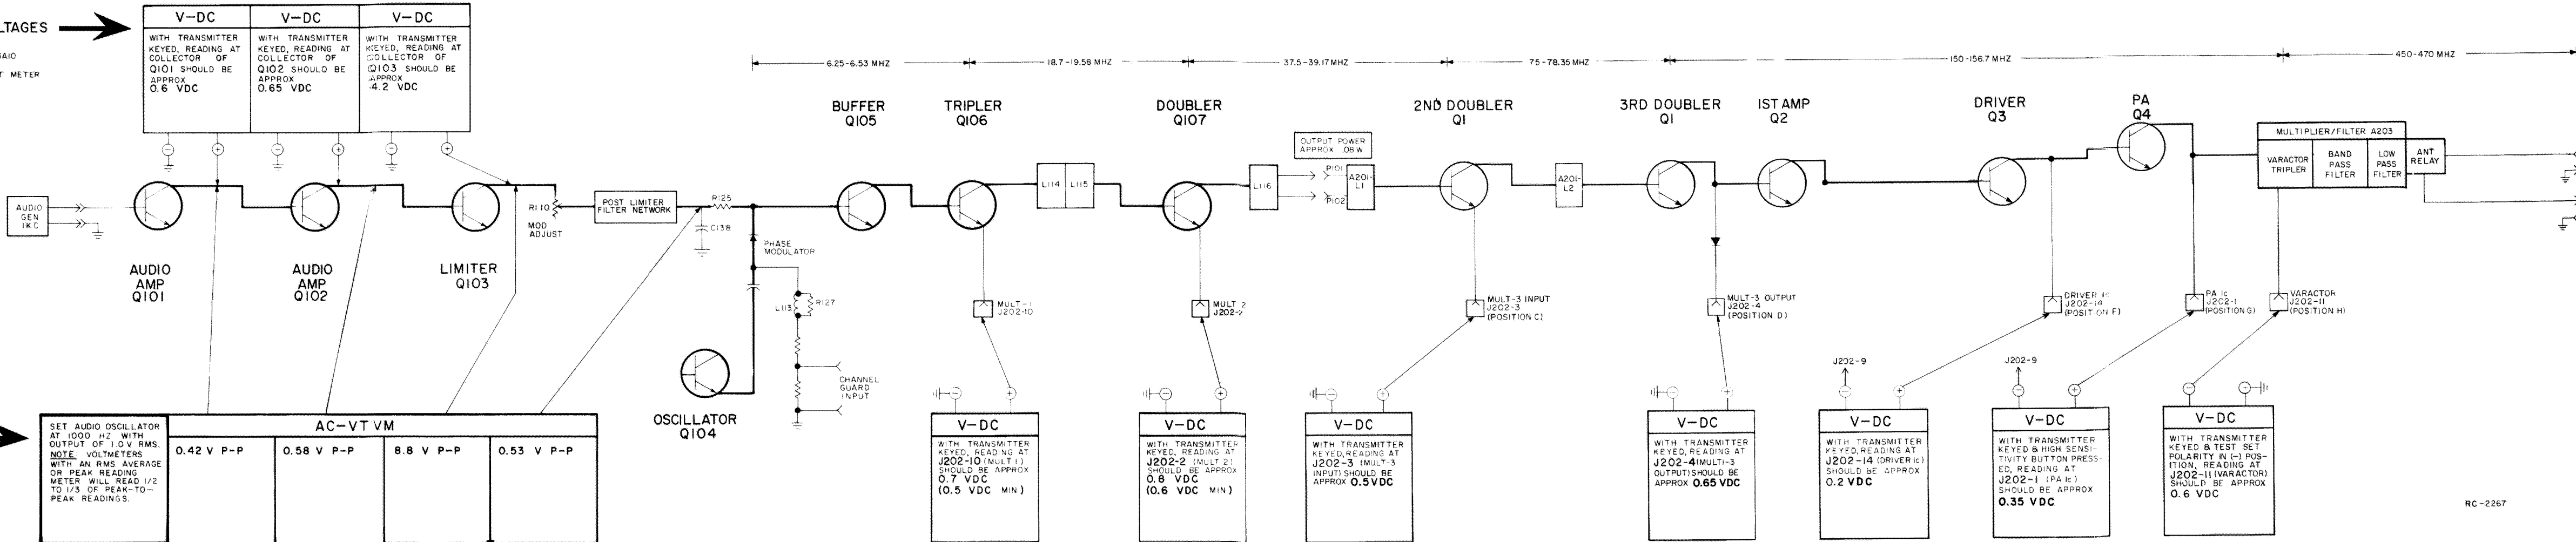 LTAGES
GAIO
T METER
V-DC
WITH TRANSMITTER
KEYED, READING AT
COLLECTOR OF
Q101 SHOULD BE
APPROX
0.6 VDC
V-DC
WITH TRANSMITTER
KEYED, READING AT
COLLECTOR OF
Q102 SHOULD BE
APPROX
0.65 VDC
V-DC
WITH TRANSMITTER
KEYED, READING AT
COLLECTOR OF
Q103 SHOULD BE
APPROX
4.2 VDC
6.25-6.53 MHZ
18.7-19.58 MHZ
37.5-39.17 MHZ
75-78.35 MHZ
150-156.7 MHZ
450-470 MHZ
BUFFER
Q105
TRIPLER
Q106
DOUBLER
Q107
2ND DOUBLER
Q1
3RD DOUBLER
Q1
1ST AMP
Q2
DRIVER
Q3
PA
Q4
AUDIO
GEN
1KC
R110
MOD
ADJUST
POST LIMITER
FILTER NETWORK
R125
C138
L114
L115
L116
OUTPUT POWER
APPROX .08 W
P101
P102
A201-
L1
A201-
L2
MULTIPLIER/FILTER A203
VARACTOR
TRIPLER
BAND
PASS
FILTER
LOW
PASS
FILTER
ANT
RELAY
AUDIO
AMP
Q101
AUDIO
AMP
Q102
LIMITER
Q103
PHASE
MODULATOR
L113
R127
CHANNEL
GUARD
INPUT
OSCILLATOR
Q104
MULT-1
J202-10
MULT 2
J202-2
MULT-3 INPUT
J202-3
(POSITION C)
MULT-3 OUTPUT
J202-4
(POSITION D)
DRIVER Ic
J202-14
(POSITION F)
PA Ic
J202-1
(POSITION G)
VARACTOR
J202-11
(POSITION H)
J202-9
J202-9
SET AUDIO OSCILLATOR
AT 1000 HZ WITH
OUTPUT OF 1.0 V RMS.
NOTE VOLTMETERS
WITH AN RMS AVERAGE
OR PEAK READING
METER WILL READ 1/2
TO 1/3 OF PEAK-TO-
PEAK READINGS.
AC-VTVM
0.42 V P-P
0.58 V P-P
8.8 V P-P
0.53 V P-P
V-DC
WITH TRANSMITTER
KEYED, READING AT
J202-10 (MULT 1)
SHOULD BE APPROX
0.7 VDC
(0.5 VDC MIN)
V-DC
WITH TRANSMITTER
KEYED, READING AT
J202-2 (MULT 2)
SHOULD BE APPROX
0.8 VDC
(0.6 VDC MIN)
V-DC
WITH TRANSMITTER
KEYED, READING AT
J202-3 (MULT-3
INPUT) SHOULD BE
APPROX 0.5 VDC
V-DC
WITH TRANSMITTER
KEYED, READING AT
J202-4 (MULTI-3
OUTPUT) SHOULD BE
APPROX 0.65 VDC
V-DC
WITH TRANSMITTER
KEYED, READING AT
J202-14 (DRIVER Ic)
SHOULD BE APPROX
0.2 VDC
V-DC
WITH TRANSMITTER
KEYED & HIGH SENSI-
TIVITY BUTTON PRESS-
ED, READING AT
J202-1 (PA Ic)
SHOULD BE APPROX
0.35 VDC
V-DC
WITH TRANSMITTER
KEYED & TEST SET
POLARITY IN (-) POS-
ITION, READING AT
J202-11 (VARACTOR)
SHOULD BE APPROX
0.6 VDC
RC-2267